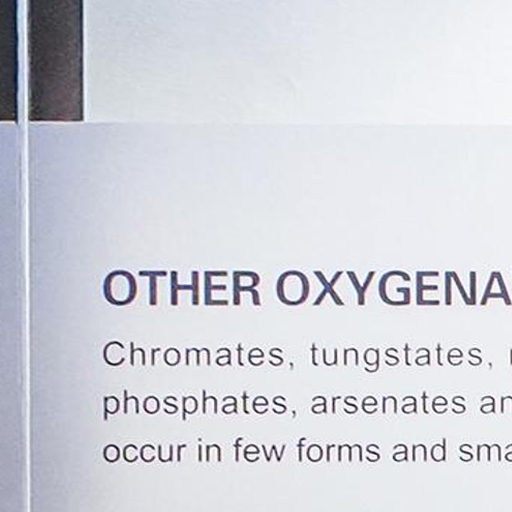 OTHER OXYGENA
Chromates, tungstates,
phosphates, arsenates an
occur in few forms and sma